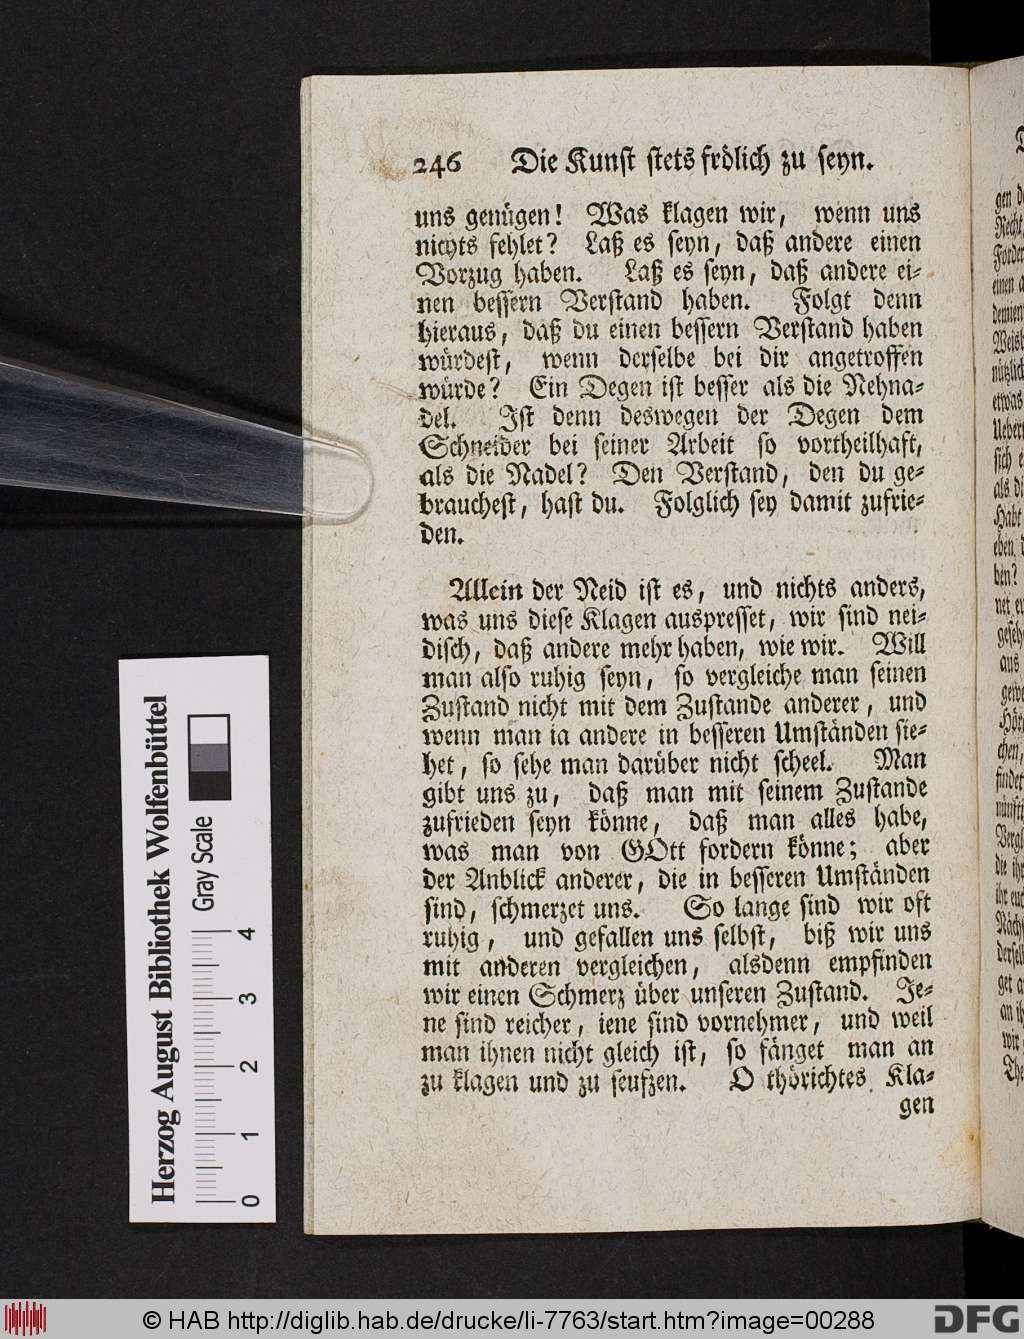 246 Die Kunst stets frölich zu seyn.
uns genügen! Was klagen wir, wenn uns
nichts fehlet? Laß es seyn, daß andere einen
Vorzug haben. Laß es seyn, daß andere ei-
nen bessern Verstand haben. Folgt denn
hieraus, daß du einen bessern Verstand haben
würdest, wenn derselbe bei dir angetroffen
würde? Ein Degen ist besser als die Nehna-
del. Ist denn deswegen der Degen dem
Schneider bei seiner Arbeit so vortheilhaft,
als die Nadel? Den Verstand, den du ge-
brauchest, hast du. Folglich sey damit zufrie-
den.
Allein der Neid ist es, und nichts anders,
was uns diese Klagen auspresset, wir sind nei-
disch, daß andere mehr haben, wie wir. Will
man also ruhig seyn, so vergleiche man seinen
Zustand nicht mit dem Zustande anderer, und
wenn man ia andere in besseren Umständen sie-
het, so sehe man darüber nicht scheel. Man
gibt uns zu, daß man mit seinem Zustande
zufrieden seyn könne, daß man alles habe,
was man von GOtt fordern könne; aber
der Anblick anderer, die in besseren Umständen
sind, schmerzet uns. So lange sind wir oft
ruhig, und gefallen uns selbst, biß wir uns
mit anderen vergleichen, alsdenn empfinden
wir einen Schmerz über unseren Zustand. Je-
ne sind reicher, iene sind vornehmer, und weil
man ihnen nicht gleich ist, so fänget man an
zu klagen und zu seufzen. O thörichtes Kla-
gen
Herzog August Bibliothek Wolfenbüttel
Gray Scale
0 1 2 3 4
© HAB http://diglib.hab.de/drucke/li-7763/start.htm?image=00288
DFG